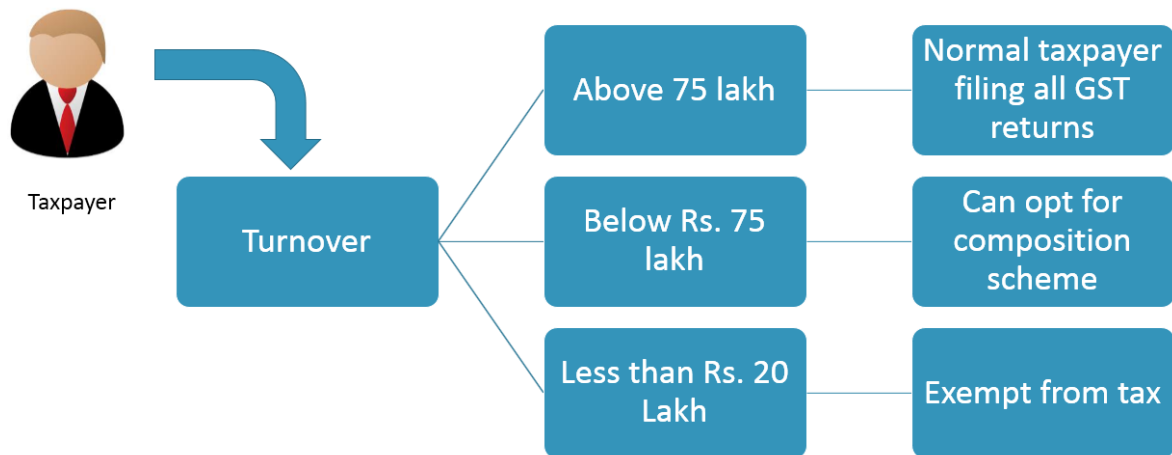 Taxpayer
Turnover
Above 75 lakh
Normal taxpayer
filing all GST
returns
Below Rs. 75
lakh
Can opt for
composition
scheme
Less than Rs. 20
Lakh
Exempt from tax